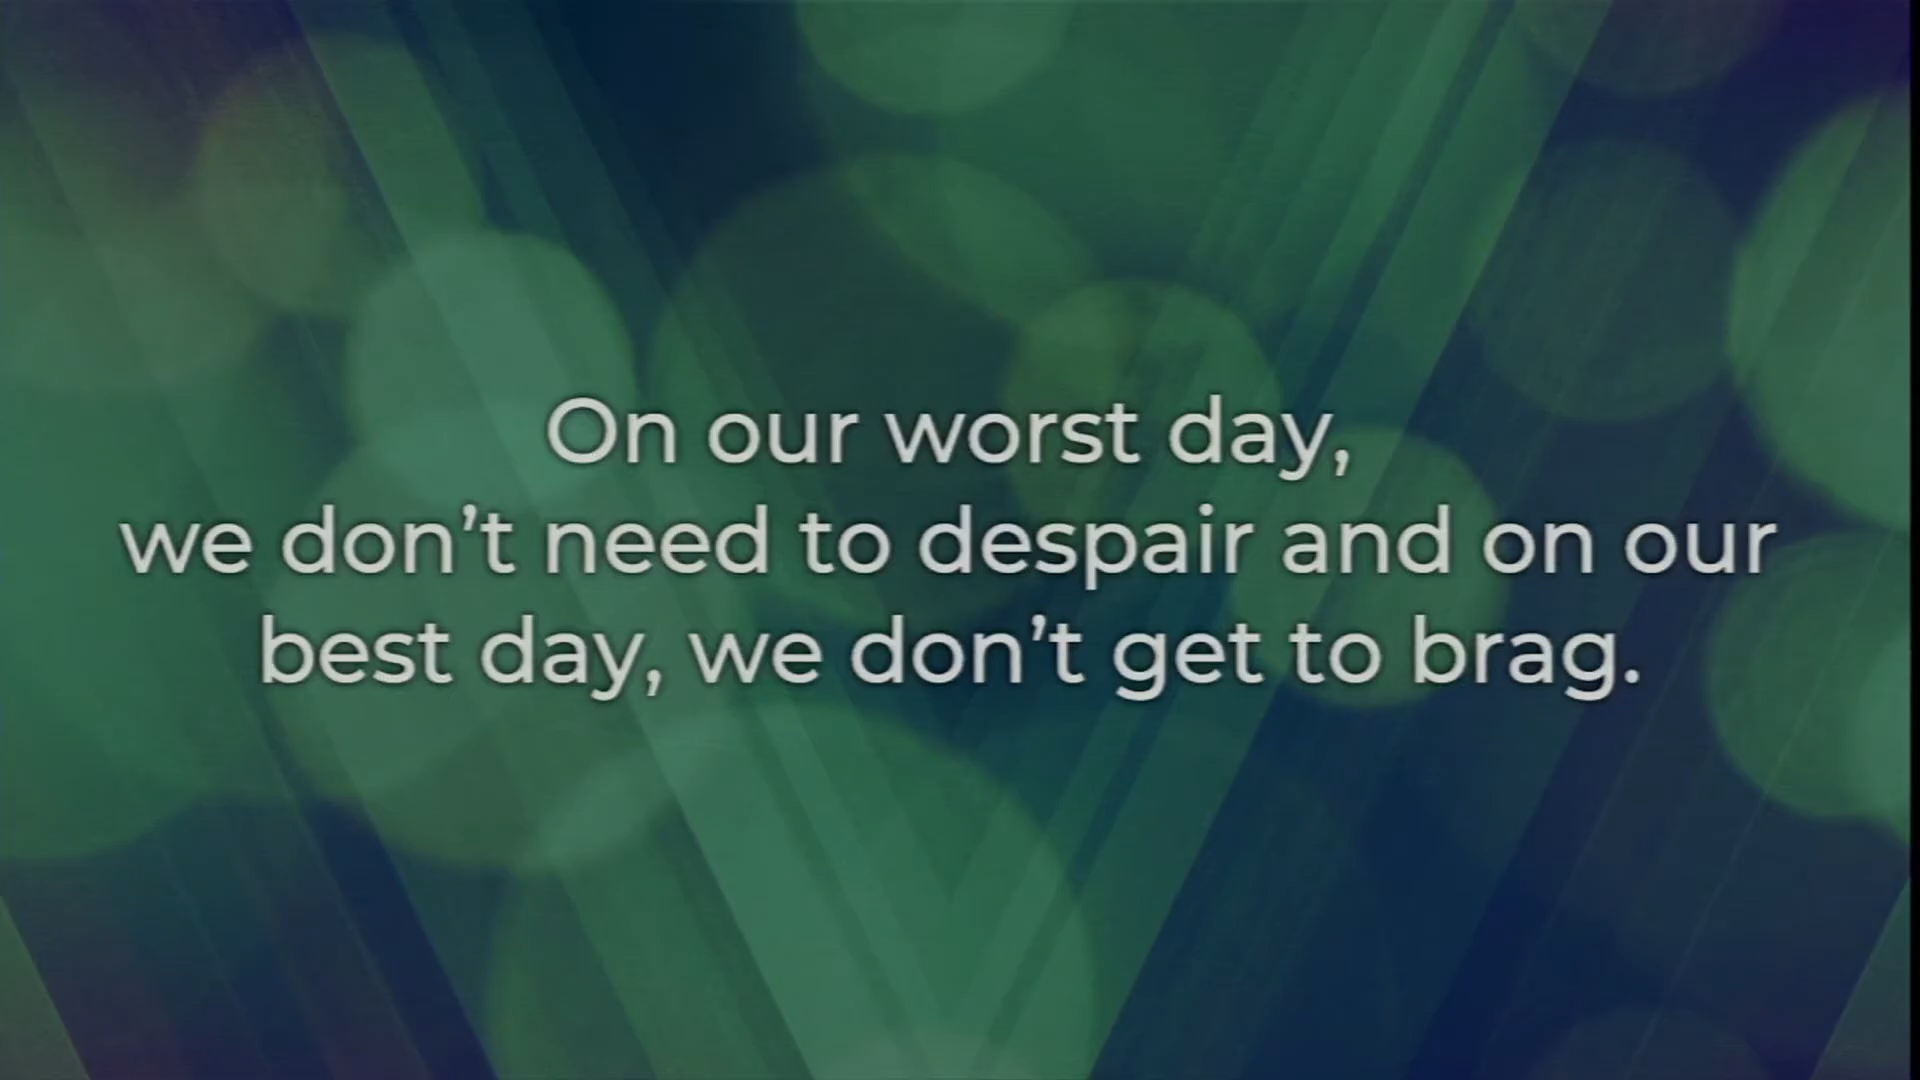 On our worst day,
we don’t need to despair and on our
best day, we don’t get to brag.